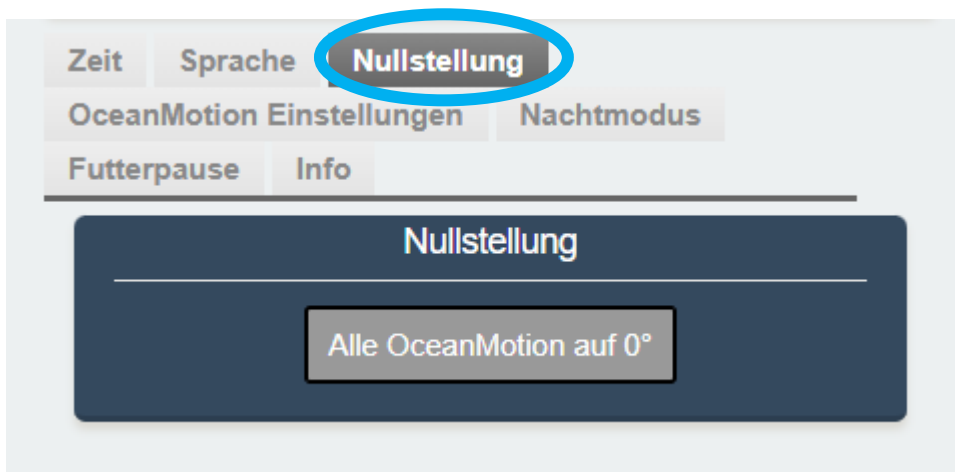 Zeit Sprache Nullstellung
OceanMotion Einstellungen Nachtmodus
Futterpause Info
Nullstellung
Alle OceanMotion auf 0°